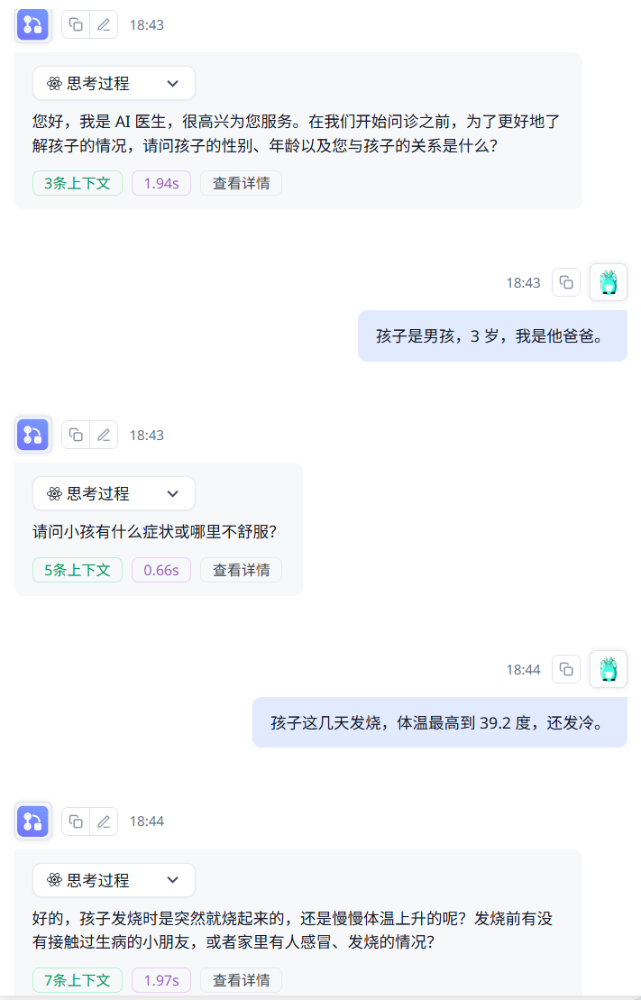 18:43
思考过程
您好，我是 AI 医生，很高兴为您服务。在我们开始问诊之前，为了更好地了
解孩子的情况，请问孩子的性别、年龄以及您与孩子的关系是什么？
3条上下文 1.94s 查看详情
18:43
孩子是男孩，3 岁，我是他爸爸。
18:43
思考过程
请问小孩有什么症状或哪里不舒服？
5条上下文 0.66s 查看详情
18:44
孩子这几天发烧，体温最高到 39.2 度，还发冷。
18:44
思考过程
好的，孩子发烧时是突然就烧起来的，还是慢慢体温上升的呢？发烧前有没
有接触过生病的小朋友，或者家里有人感冒、发烧的情况？
7条上下文 1.97s 查看详情